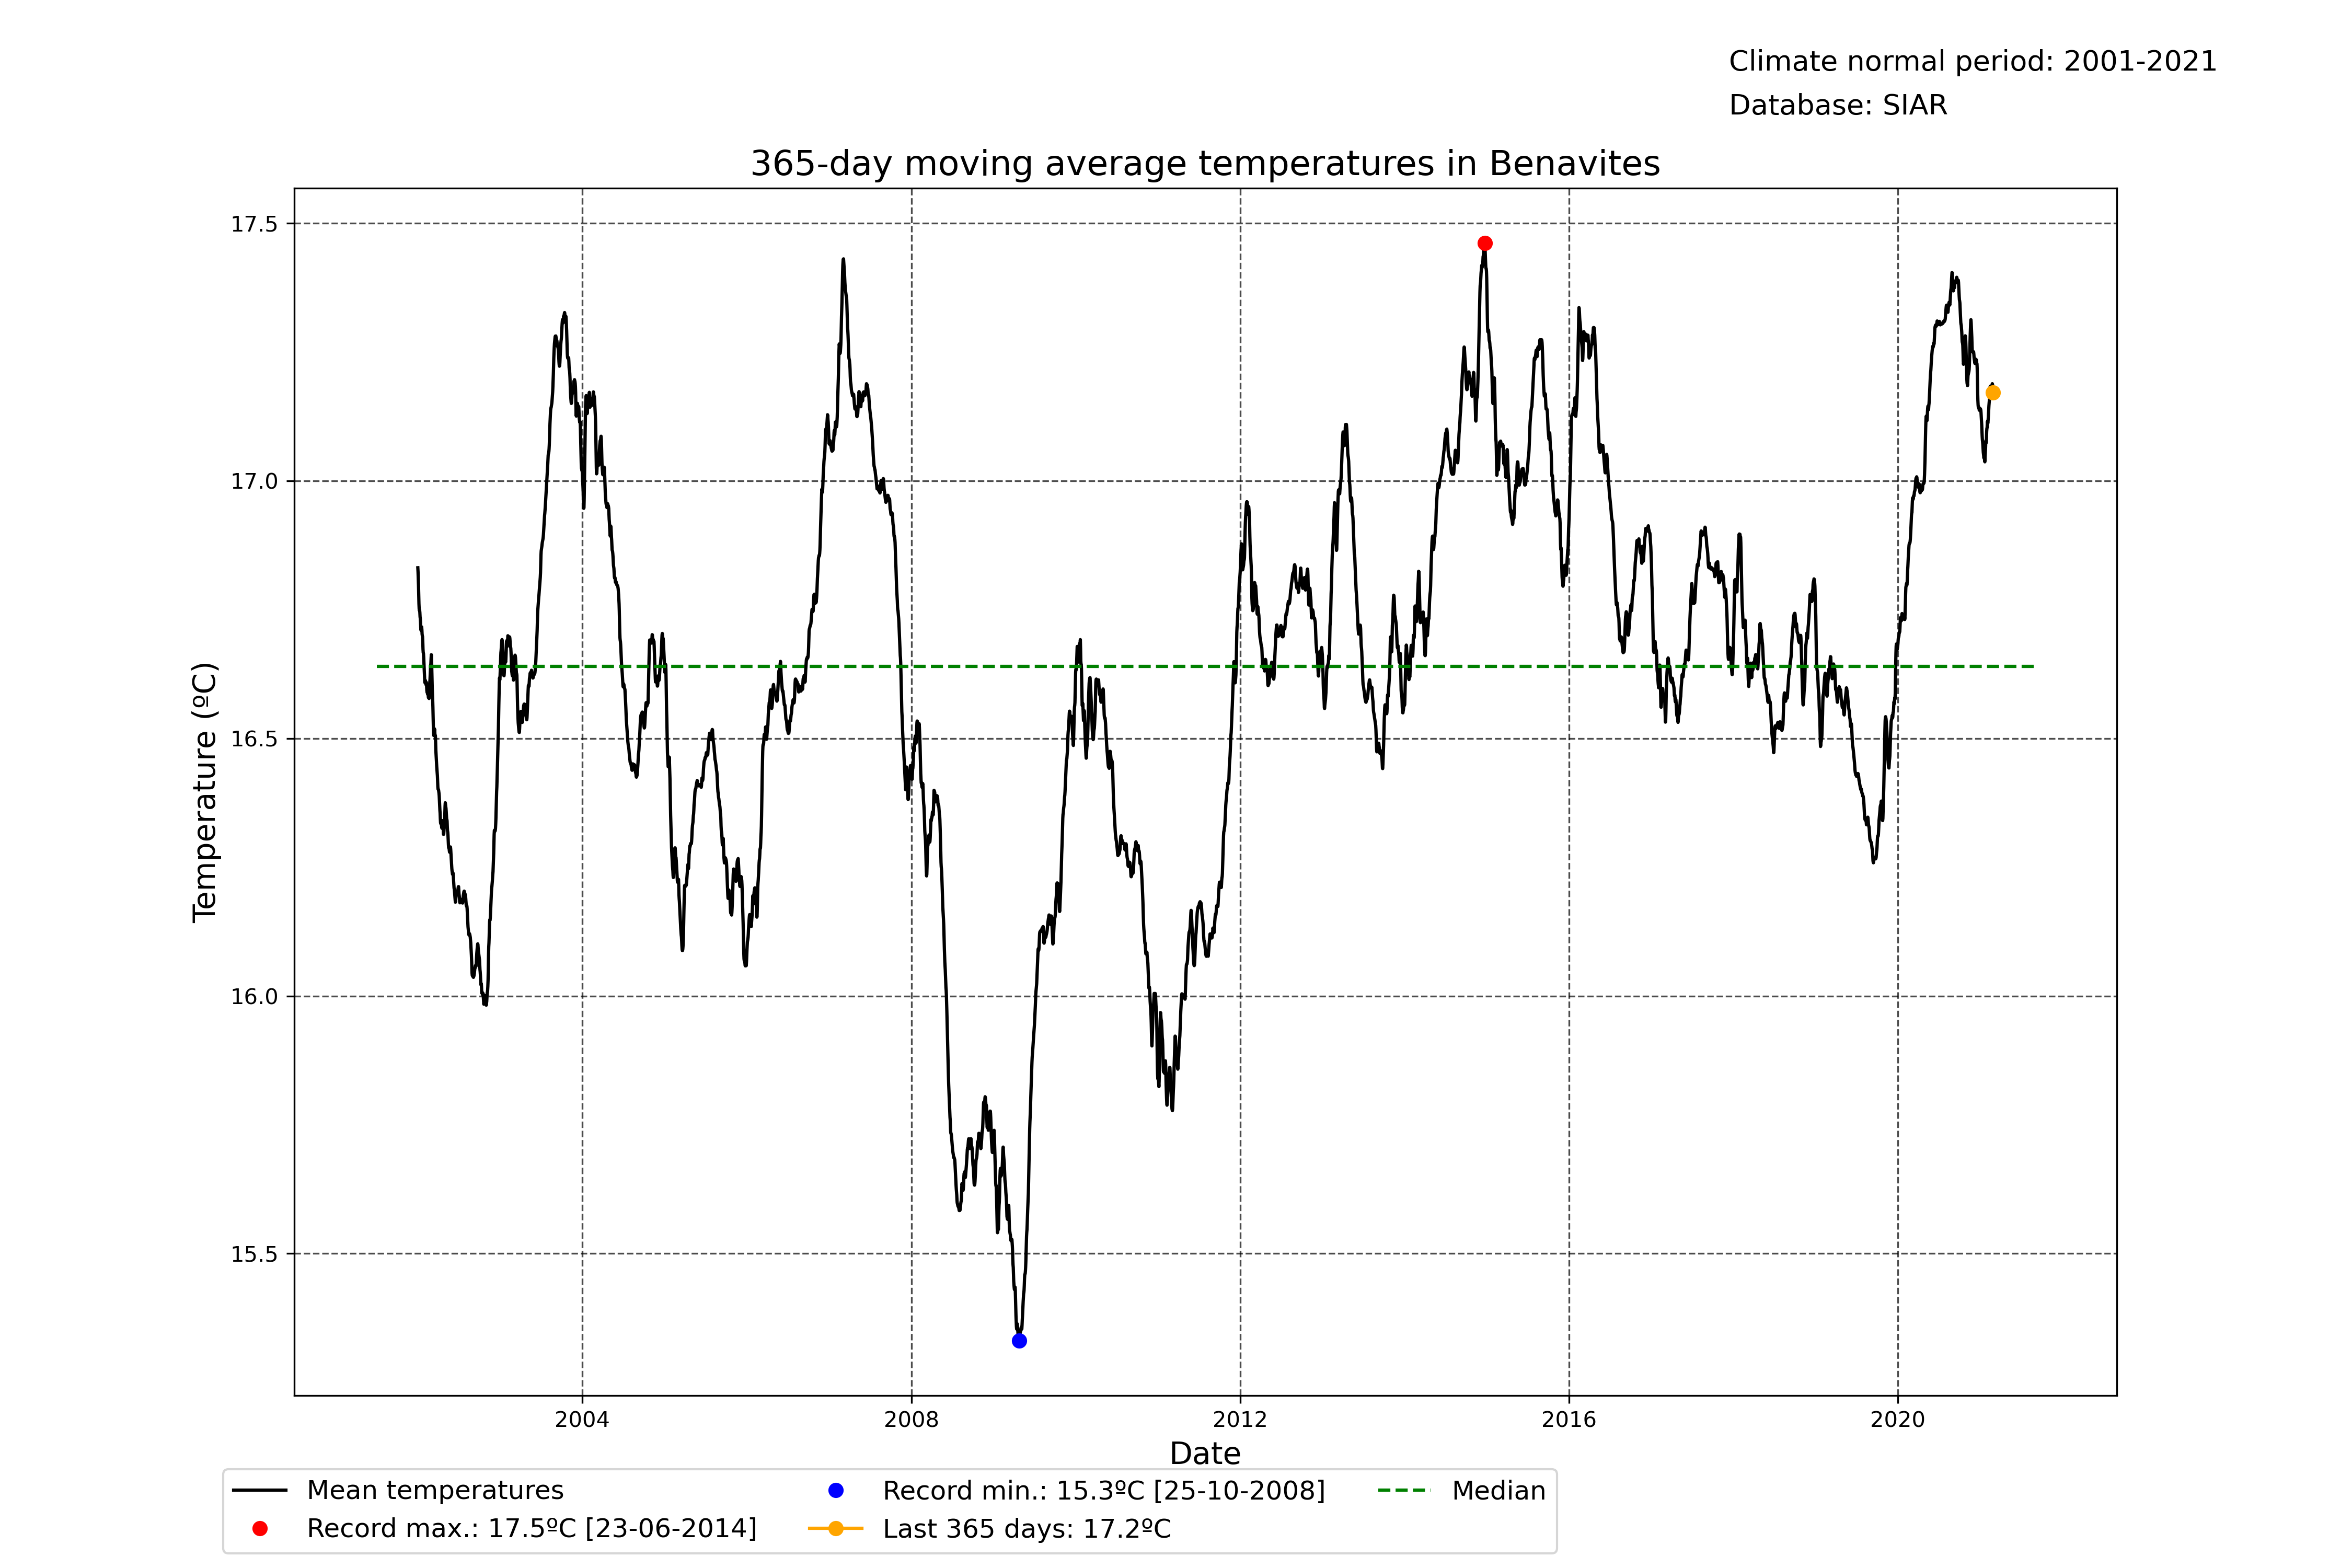 Climate normal period: 2001-2021
Database: SIAR
365-day moving average temperatures in Benavites
17.5
17.0
16.5
16.0
15.5
Temperature (ºC)
2004 2008 2012 2016 2020
Date
Mean temperatures
Record max.: 17.5ºC [23-06-2014]
Record min.: 15.3ºC [25-10-2008]
Last 365 days: 17.2ºC
Median